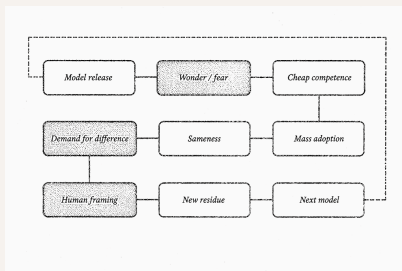 Model release
Wonder / fear
Cheap competence
Demand for difference
Sameness
Mass adoption
Human framing
New residue
Next model